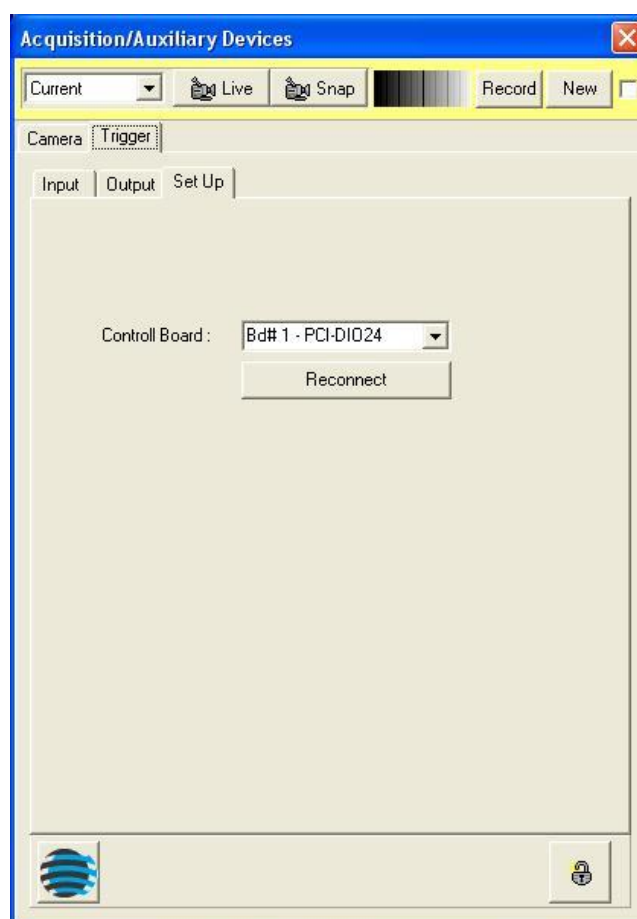 Acquisition/Auxiliary Devices
Current Live Snap Record New
Camera Trigger
Input Output Set Up
Controll Board : Bd# 1 - PCI-DIO24
Reconnect